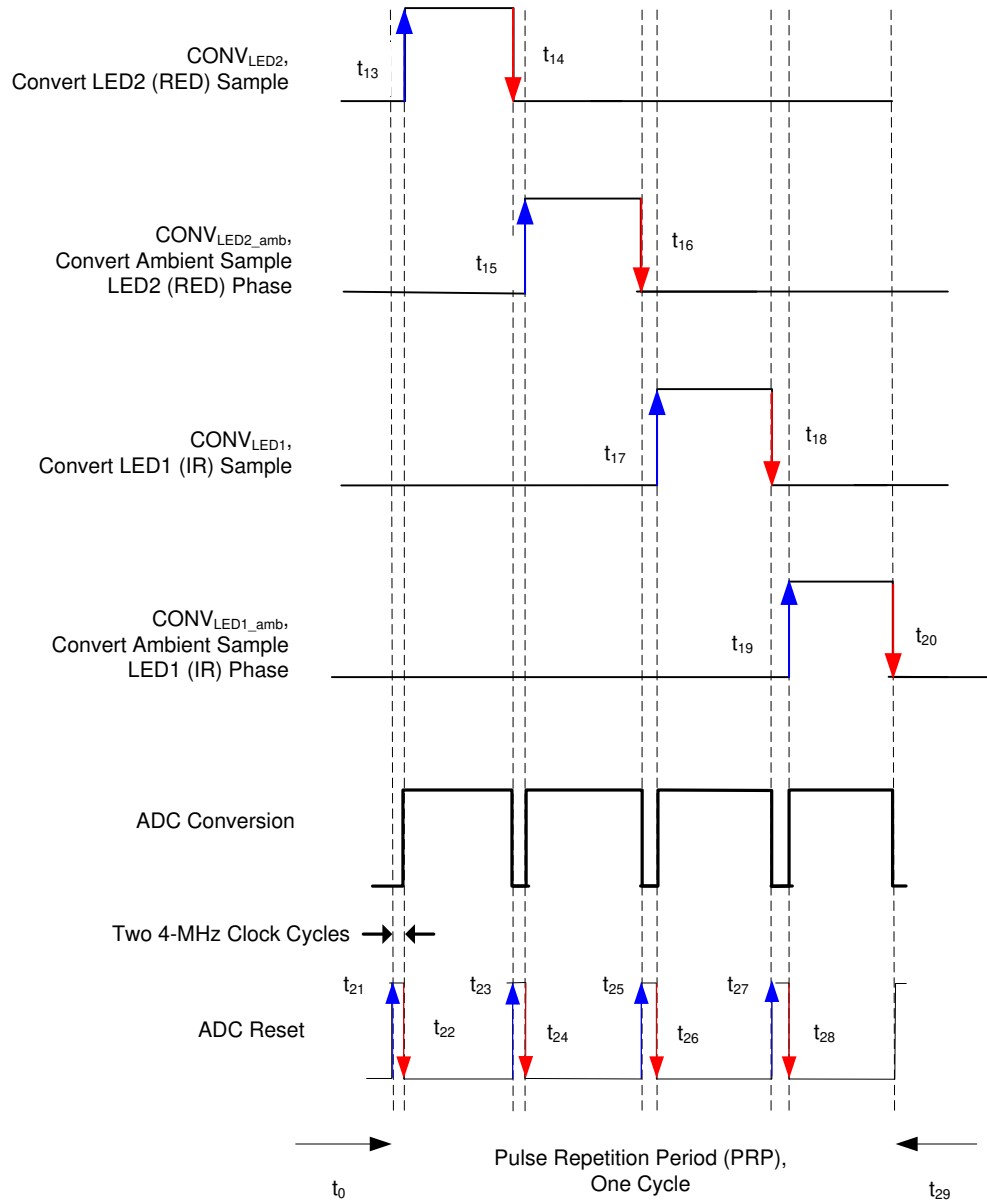 CONVLED2,
Convert LED2 (RED) Sample
t13
t14
CONVLED2_amb,
Convert Ambient Sample
LED2 (RED) Phase
t15
t16
CONVLED1,
Convert LED1 (IR) Sample
t17
t18
CONVLED1_amb,
Convert Ambient Sample
LED1 (IR) Phase
t19
t20
ADC Conversion
Two 4-MHz Clock Cycles
t21
t23
t25
t27
ADC Reset
t22
t24
t26
t28
Pulse Repetition Period (PRP),
One Cycle
t0
t29